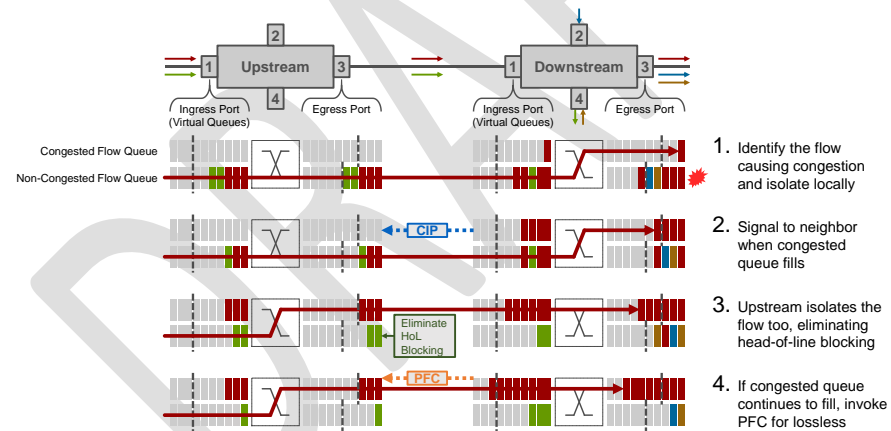 2
2
1
Upstream
3
1
Downstream
3
4
4
Ingress Port
(Virtual Queues)
Egress Port
Ingress Port
(Virtual Queues)
Egress Port
Congested Flow Queue
Non-Congested Flow Queue
1. Identify the flow
causing congestion
and isolate locally
CIP
2. Signal to neighbor
when congested
queue fills
Eliminate
HoL
Blocking
3. Upstream isolates the
flow too, eliminating
head-of-line blocking
PFC
4. If congested queue
continues to fill, invoke
PFC for lossless